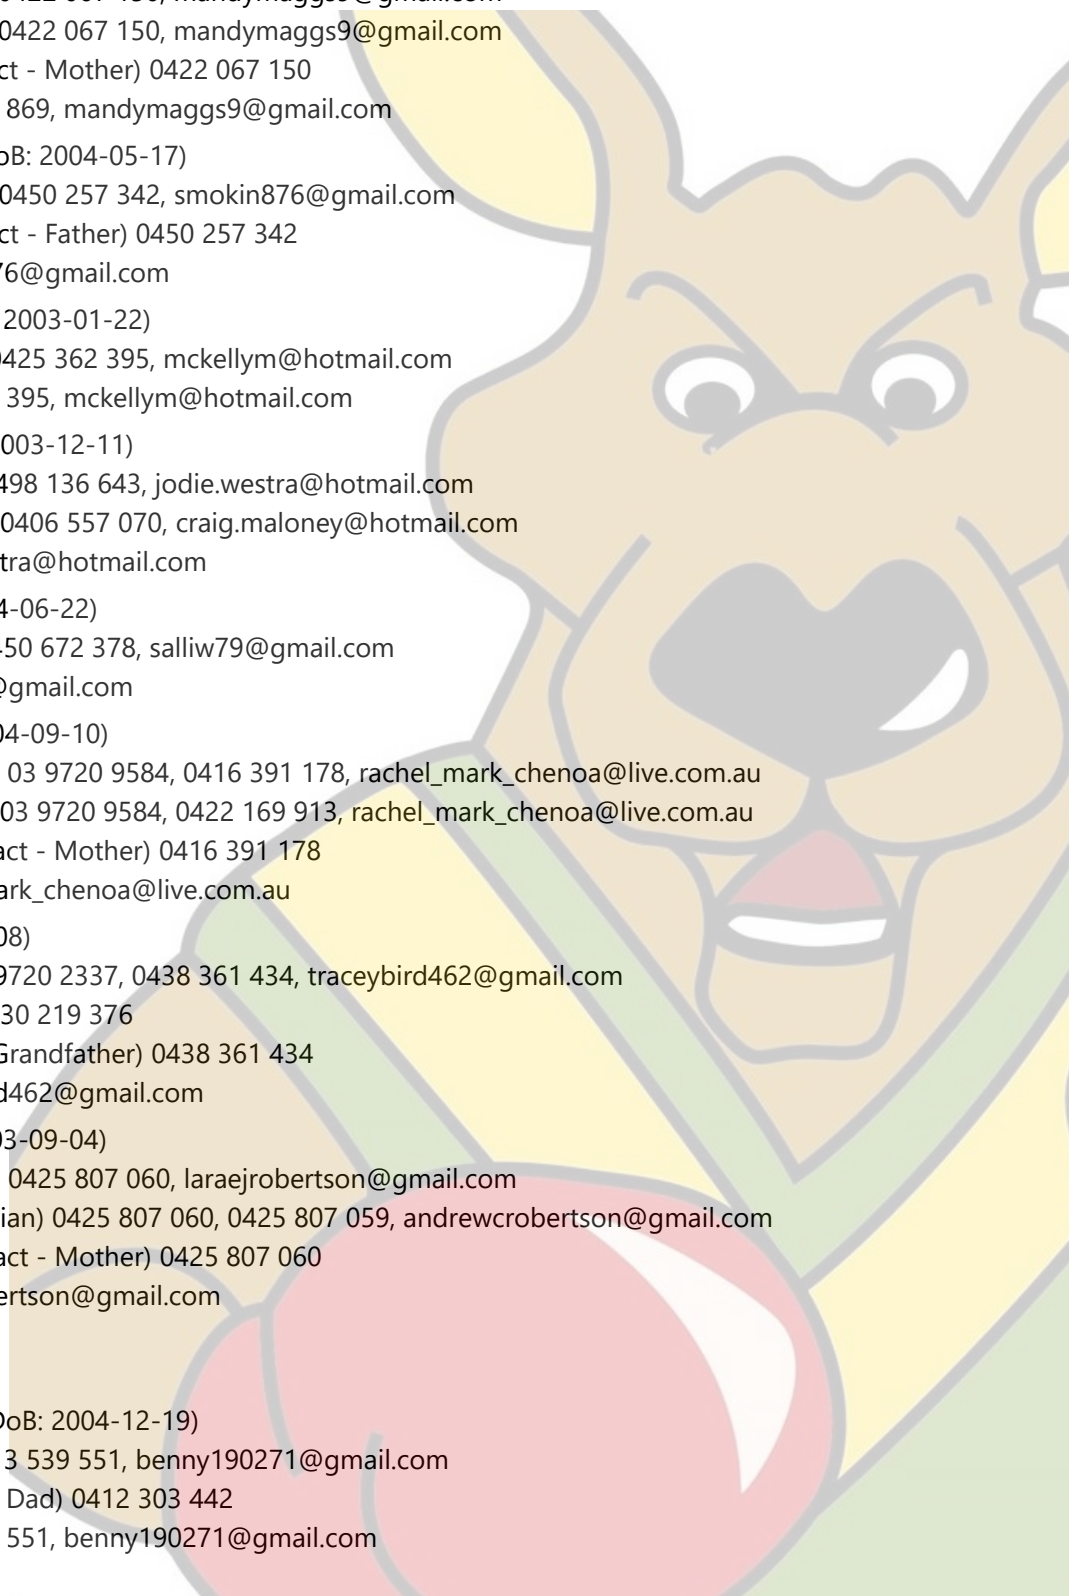 0422 067 150, mandymaggs9@gmail.com
0422 067 150, mandymaggs9@gmail.com
ct - Mother) 0422 067 150
869, mandymaggs9@gmail.com
oB: 2004-05-17)
0450 257 342, smokin876@gmail.com
ct - Father) 0450 257 342
76@gmail.com
2003-01-22)
0425 362 395, mckellym@hotmail.com
395, mckellym@hotmail.com
003-12-11)
498 136 643, jodie.westra@hotmail.com
0406 557 070, craig.maloney@hotmail.com
tra@hotmail.com
4-06-22)
50 672 378, salliw79@gmail.com
@gmail.com
04-09-10)
03 9720 9584, 0416 391 178, rachel_mark_chenoa@live.com.au
03 9720 9584, 0422 169 913, rachel_mark_chenoa@live.com.au
act - Mother) 0416 391 178
ark_chenoa@live.com.au
08)
9720 2337, 0438 361 434, traceybird462@gmail.com
30 219 376
Grandfather) 0438 361 434
d462@gmail.com
03-09-04)
0425 807 060, laraejrobertson@gmail.com
ian) 0425 807 060, 0425 807 059, andrewcrobertson@gmail.com
act - Mother) 0425 807 060
ertson@gmail.com
DoB: 2004-12-19)
3 539 551, benny190271@gmail.com
Dad) 0412 303 442
551, benny190271@gmail.com